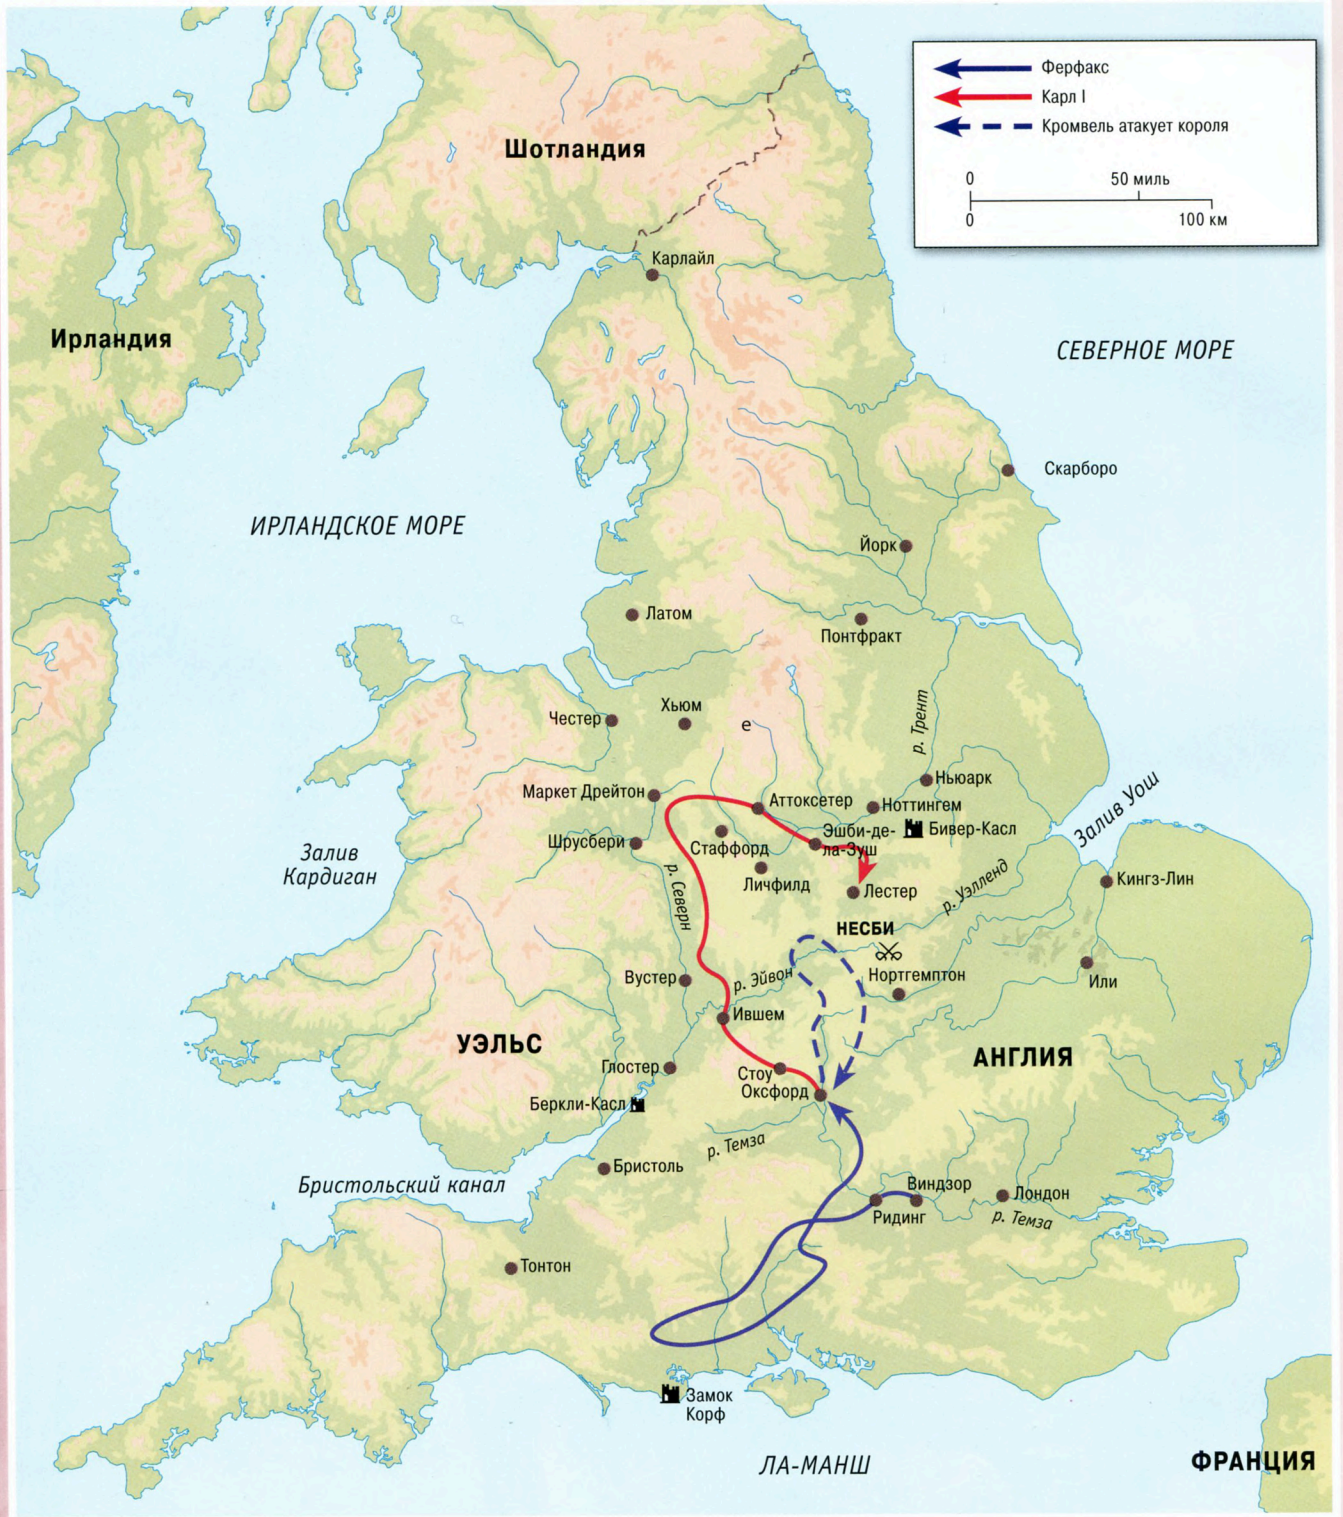 Ферфакс
Карл I
Кромвель атакует короля
0
50 миль
0
100 км
Шотландия
Карлайл
Ирландия
СЕВЕРНОЕ МОРЕ
Скарборо
ИРЛАНДСКОЕ МОРЕ
Йорк
Латом
Понтфракт
р. Трент
Честер
Хьюм
е
Ньюарк
Маркет Дрейтон
Аттоксетер
Ноттингем
Залив Уош
Шрусбери
Стаффорд
Эшби-де-
ла-Зуш
Бивер-Касл
Залив
Кардиган
р. Северн
Личфилд
Лестер
р. Уэлленд
Кингз-Лин
НЕСБИ
Вустер
р. Эйвон
Нортгемптон
Или
Ившем
УЭЛЬС
АНГЛИЯ
Глостер
Стоу
Оксфорд
Беркли-Касл
р. Темза
Бристоль
Бристольский канал
Виндзор
Лондон
Ридинг
р. Темза
Тонтон
Замок
Корф
ЛА-МАНШ
ФРАНЦИЯ